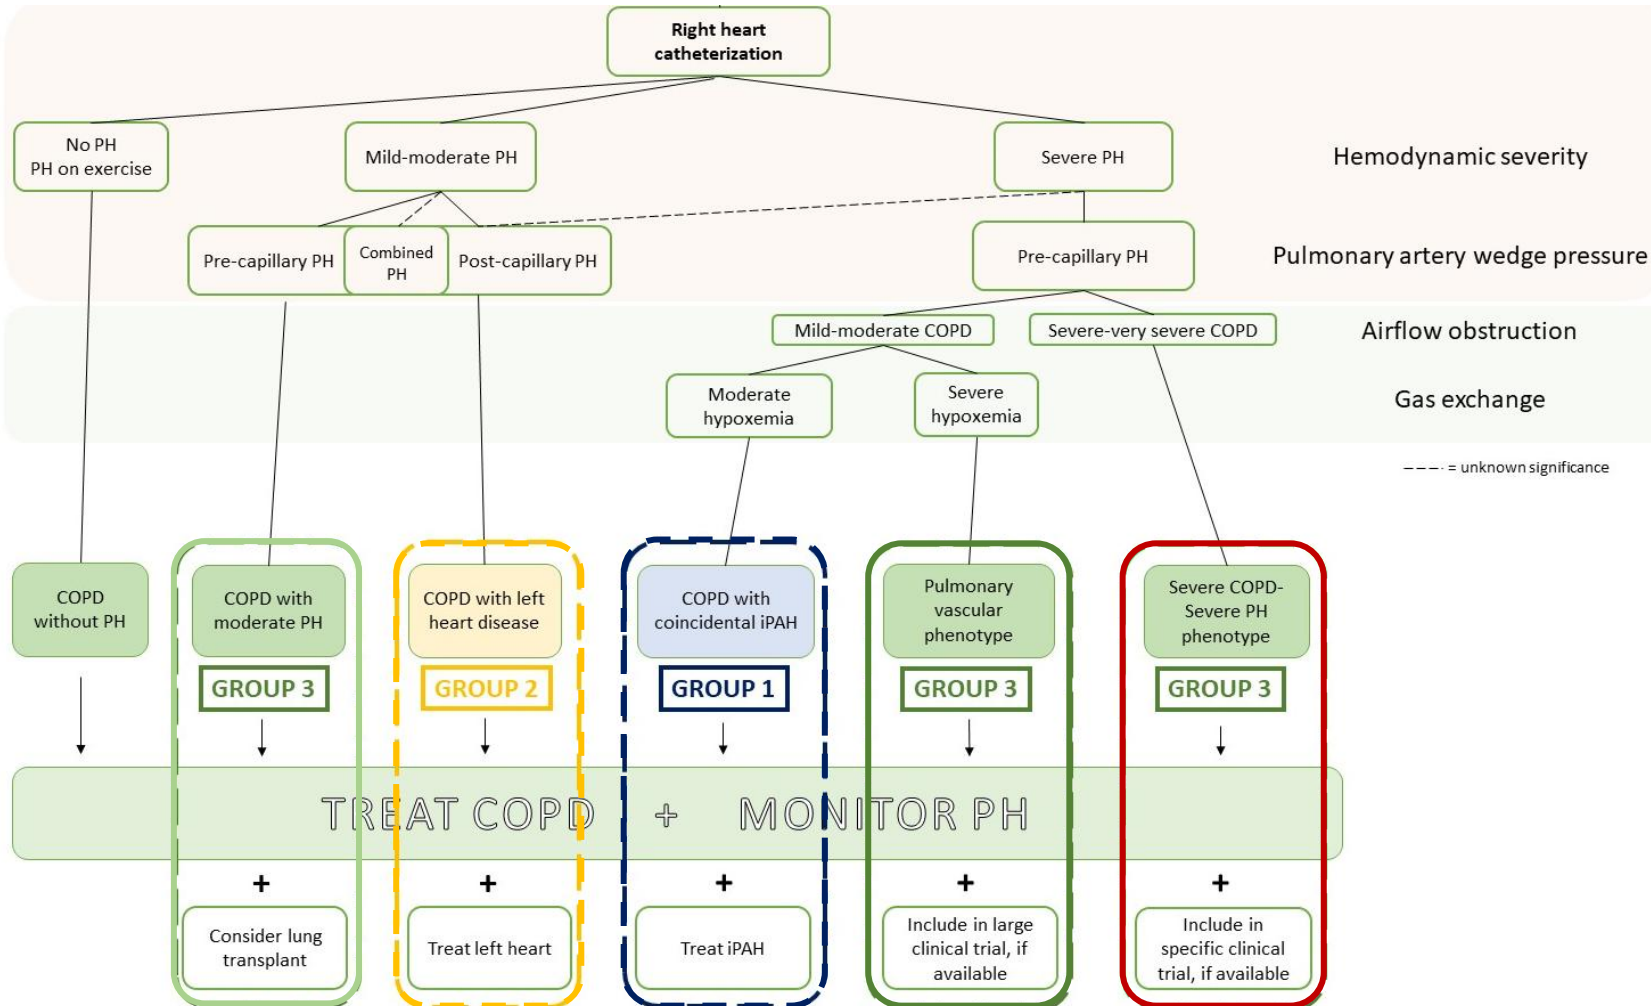 Right heart
catheterization
No PH
PH on exercise
Mild-moderate PH
Severe PH
Hemodynamic severity
Pre-capillary PH
Combined
PH
Post-capillary PH
Pre-capillary PH
Pulmonary artery wedge pressure
Mild-moderate COPD
Severe-very severe COPD
Airflow obstruction
Moderate
hypoxemia
Severe
hypoxemia
Gas exchange
= unknown significance
COPD
without PH
COPD with
moderate PH
COPD with left
heart disease
COPD with
coincidental iPAH
Pulmonary
vascular
phenotype
Severe COPD-
Severe PH
phenotype
GROUP 3
GROUP 2
GROUP 1
GROUP 3
GROUP 3
TREAT COPD + MONITOR PH
+
+
+
+
+
Consider lung
transplant
Treat left heart
Treat iPAH
Include in large
clinical trial, if
available
Include in
specific clinical
trial, if available